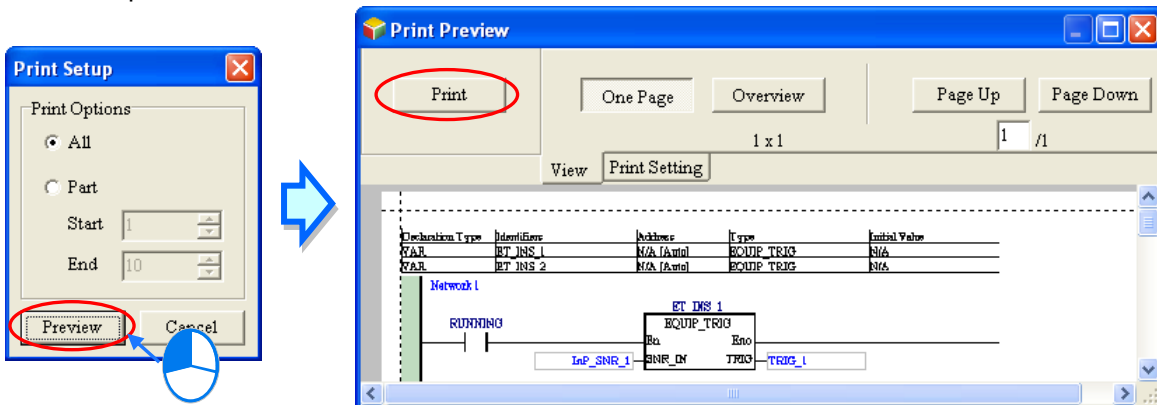 Print Setup
Print Options
All
Part
Start 1
End 10
Preview Cancel
Print Preview
Print One Page Overview Page Up Page Down
1 x 1 1 /1
View Print Setting
Declaration Type Identifiers Address Type Initial Value
VAR ET_INS_1 N/A [Auto] EQUIP_TRIG N/A
VAR ET_INS_2 N/A [Auto] EQUIP_TRIG N/A
Network 1
ET_INS_1
RUNNING EQUIP_TRIG
En Eno
InP_SNR_1 SNR_IN TRIG TRIG_1